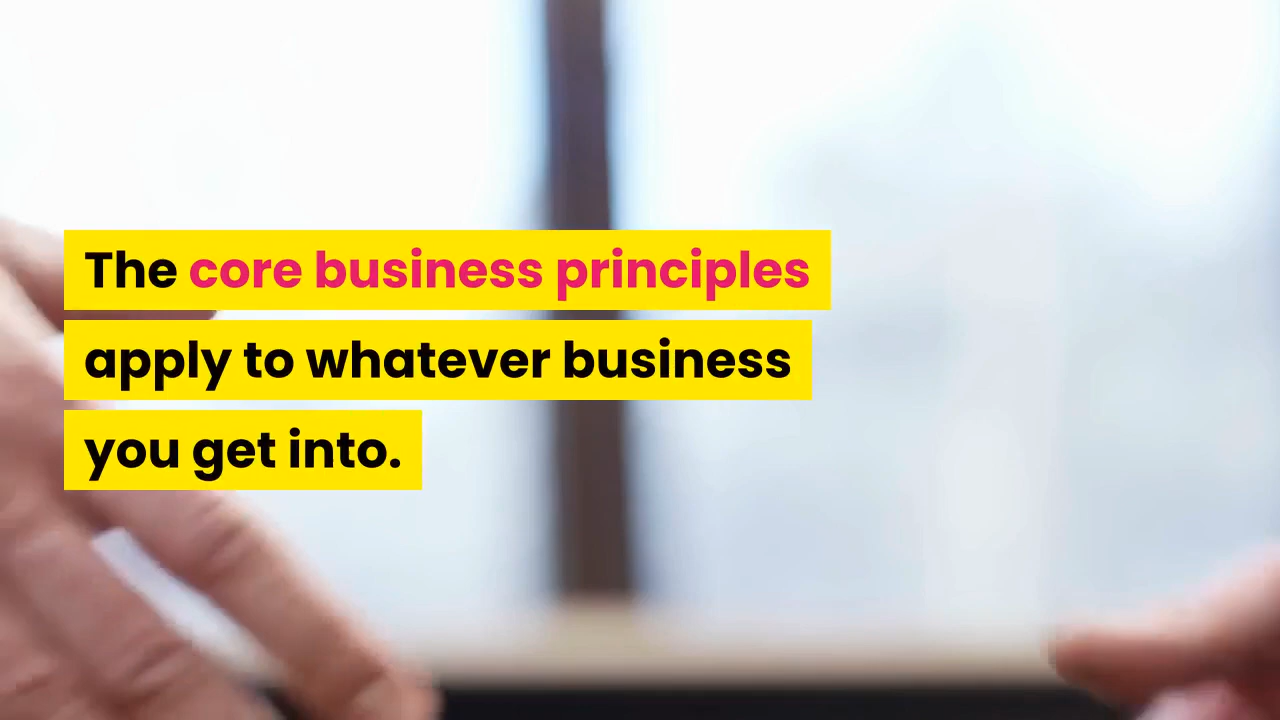 The core business principles
apply to whatever business
you get into.